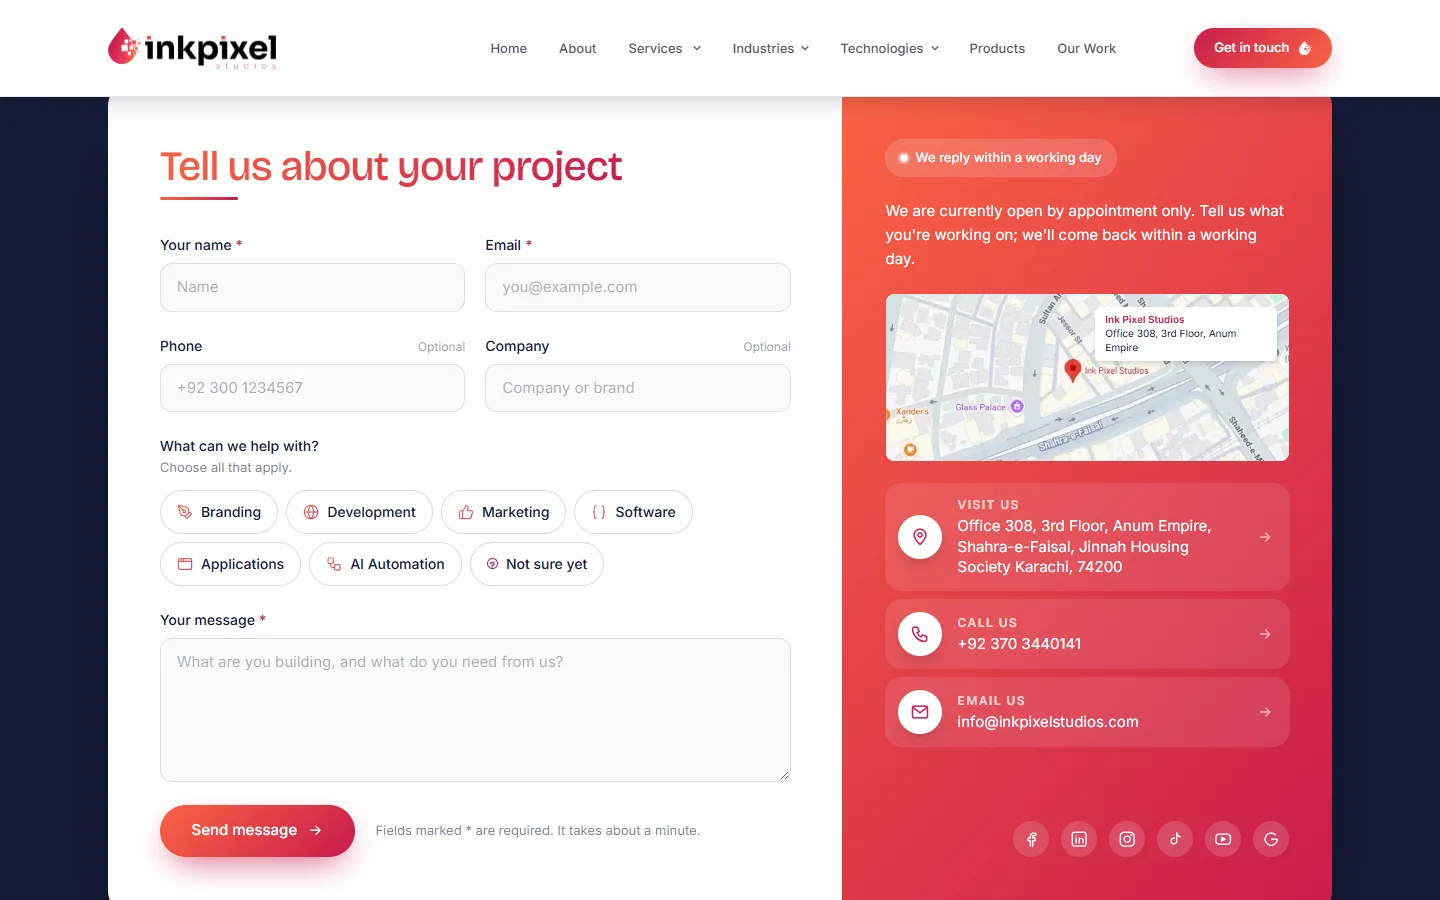 inkpixel
studios
Home
About
Services
Industries
Technologies
Products
Our Work
Get in touch
Tell us about your project
Your name *
Email *
Name
you@example.com
Phone
Optional
Company
Optional
+92 300 1234567
Company or brand
What can we help with?
Choose all that apply.
Branding
Development
Marketing
Software
Applications
AI Automation
Not sure yet
Your message *
What are you building, and what do you need from us?
Send message
Fields marked * are required. It takes about a minute.
We reply within a working day
We are currently open by appointment only. Tell us what
you're working on; we'll come back within a working
day.
Ink Pixel Studios
Office 308, 3rd Floor, Anum
Empire
Jessor St
Ink Pixel Studios
Glass Palace
Xander's
Shahra-e-Faisal
VISIT US
Office 308, 3rd Floor, Anum Empire,
Shahra-e-Faisal, Jinnah Housing
Society Karachi, 74200
CALL US
+92 370 3440141
EMAIL US
info@inkpixelstudios.com